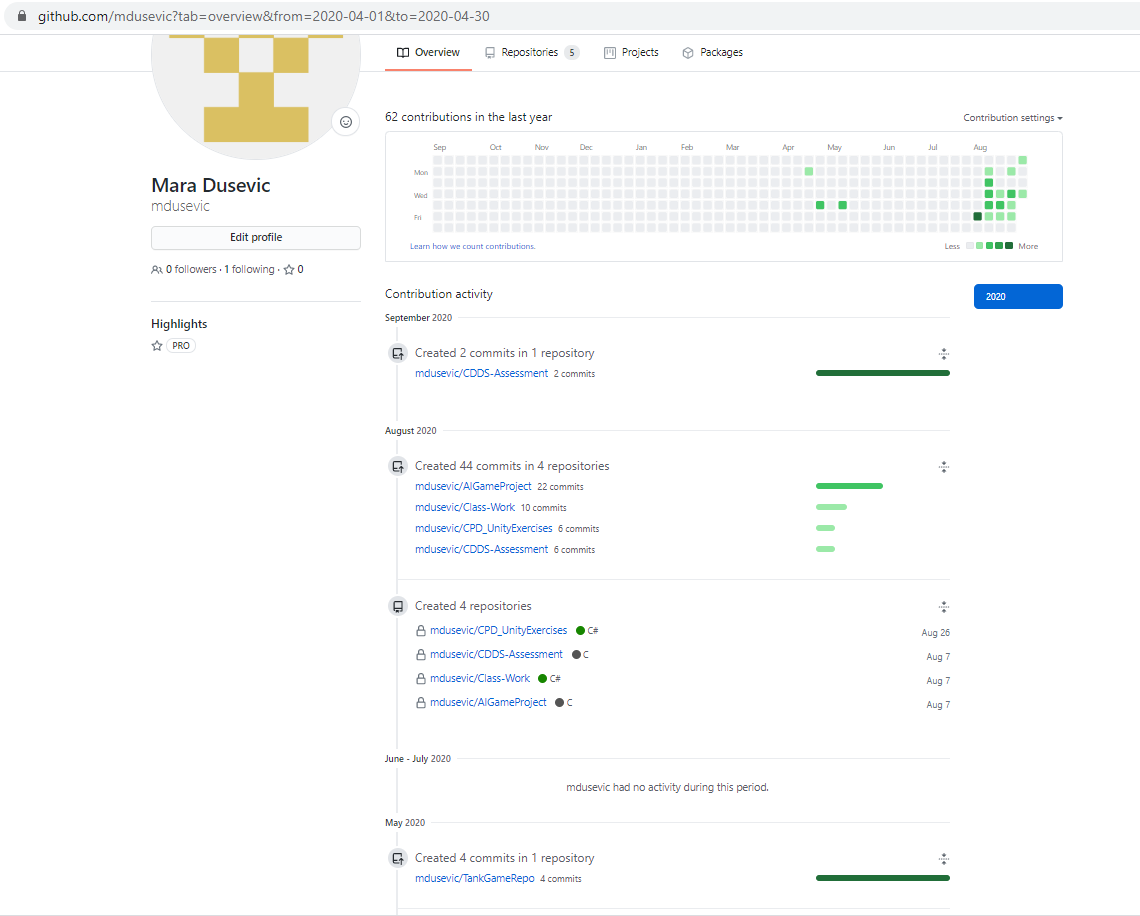 github.com/mdusevic?tab=overview&from=2020-04-01&to=2020-04-30
Overview
Repositories 5
Projects
Packages
Mara Dusevic
mdusevic
Edit profile
0 followers · 1 following · 0
Highlights
PRO
62 contributions in the last year
Contribution settings
Sep Oct Nov Dec Jan Feb Mar Apr May Jun Jul Aug
Mon
Wed
Fri
Learn how we count contributions.
Less More
Contribution activity
2020
September 2020
Created 2 commits in 1 repository
mdusevic/CDDS-Assessment 2 commits
August 2020
Created 44 commits in 4 repositories
mdusevic/AIGameProject 22 commits
mdusevic/Class-Work 10 commits
mdusevic/CPD_UnityExercises 6 commits
mdusevic/CDDS-Assessment 6 commits
Created 4 repositories
mdusevic/CPD_UnityExercises C# Aug 26
mdusevic/CDDS-Assessment C Aug 7
mdusevic/Class-Work C# Aug 7
mdusevic/AIGameProject C Aug 7
June - July 2020
mdusevic had no activity during this period.
May 2020
Created 4 commits in 1 repository
mdusevic/TankGameRepo 4 commits